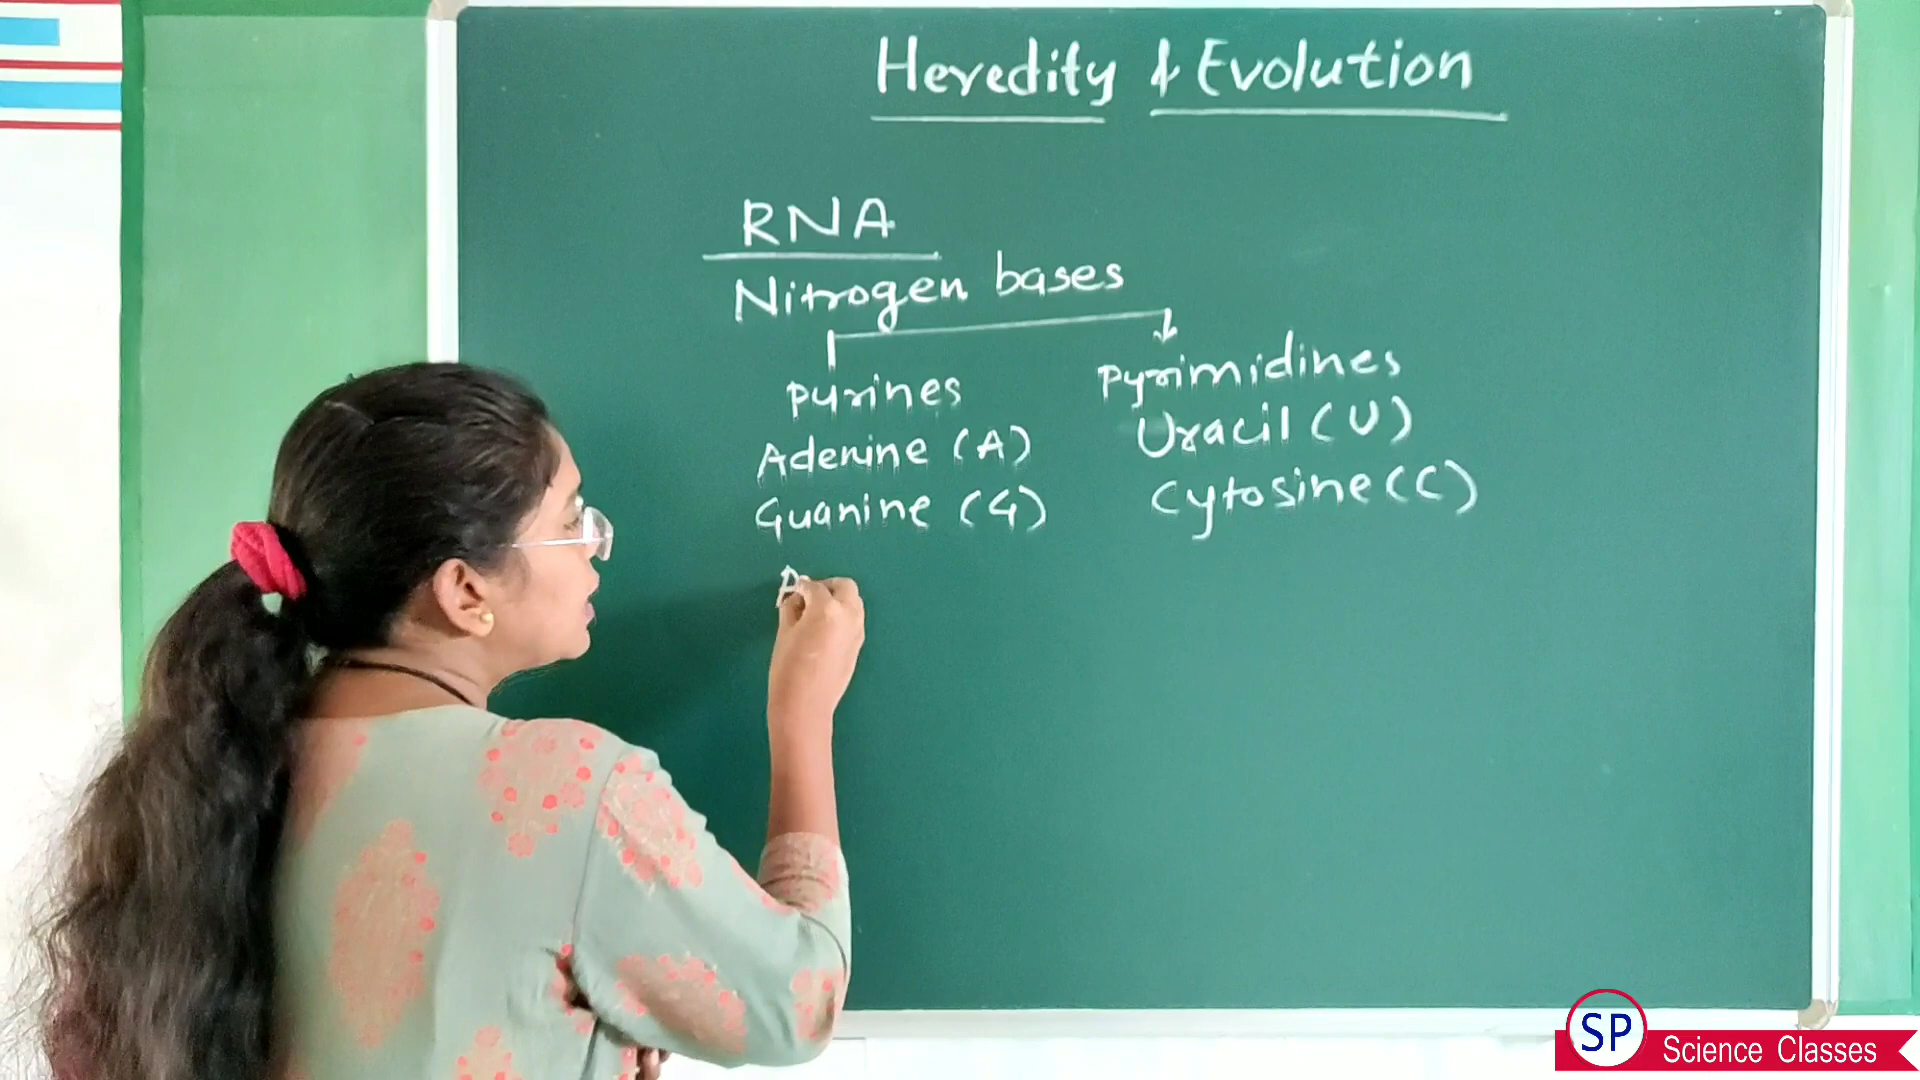 Heredity & Evolution
RNA
Nitrogen bases
Purines Pyrimidines
Adenine (A) Uracil (U)
Guanine (G) Cytosine (C)
A
SP Science Classes